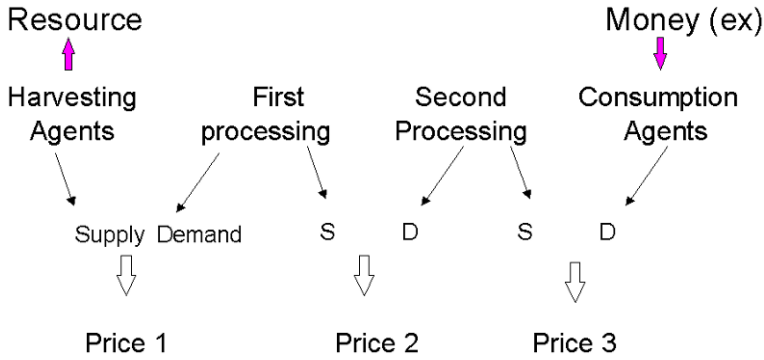 Resource Money (ex)
Harvesting First Second Consumption
Agents processing Processing Agents
Supply Demand S D S D
Price 1 Price 2 Price 3